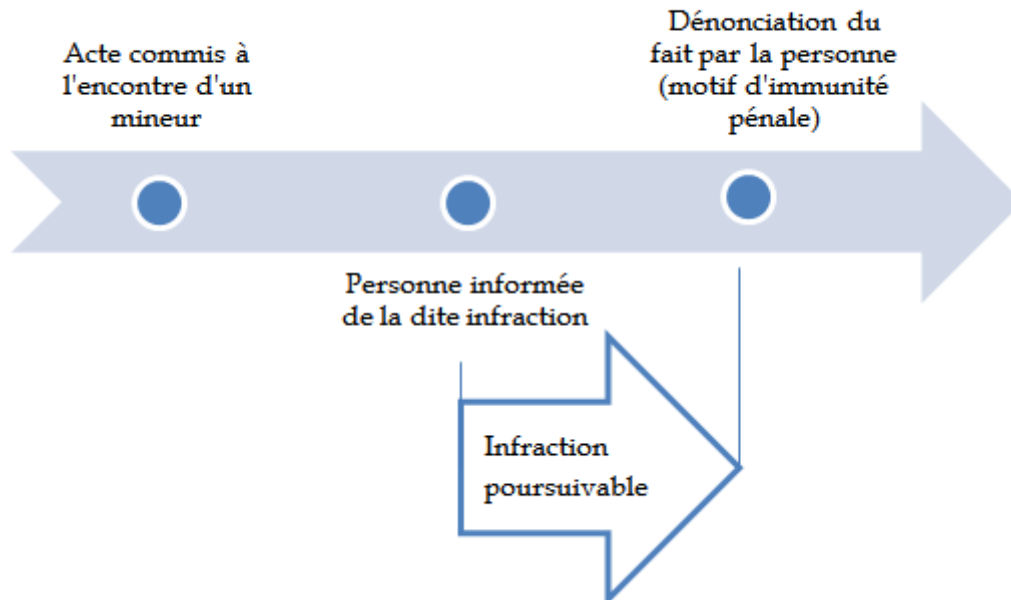 Acte commis à
l'encontre d'un
mineur
Dénonciation du
fait par la personne
(motif d'immunité
pénale)
Personne informée
de la dite infraction
Infraction
poursuivable